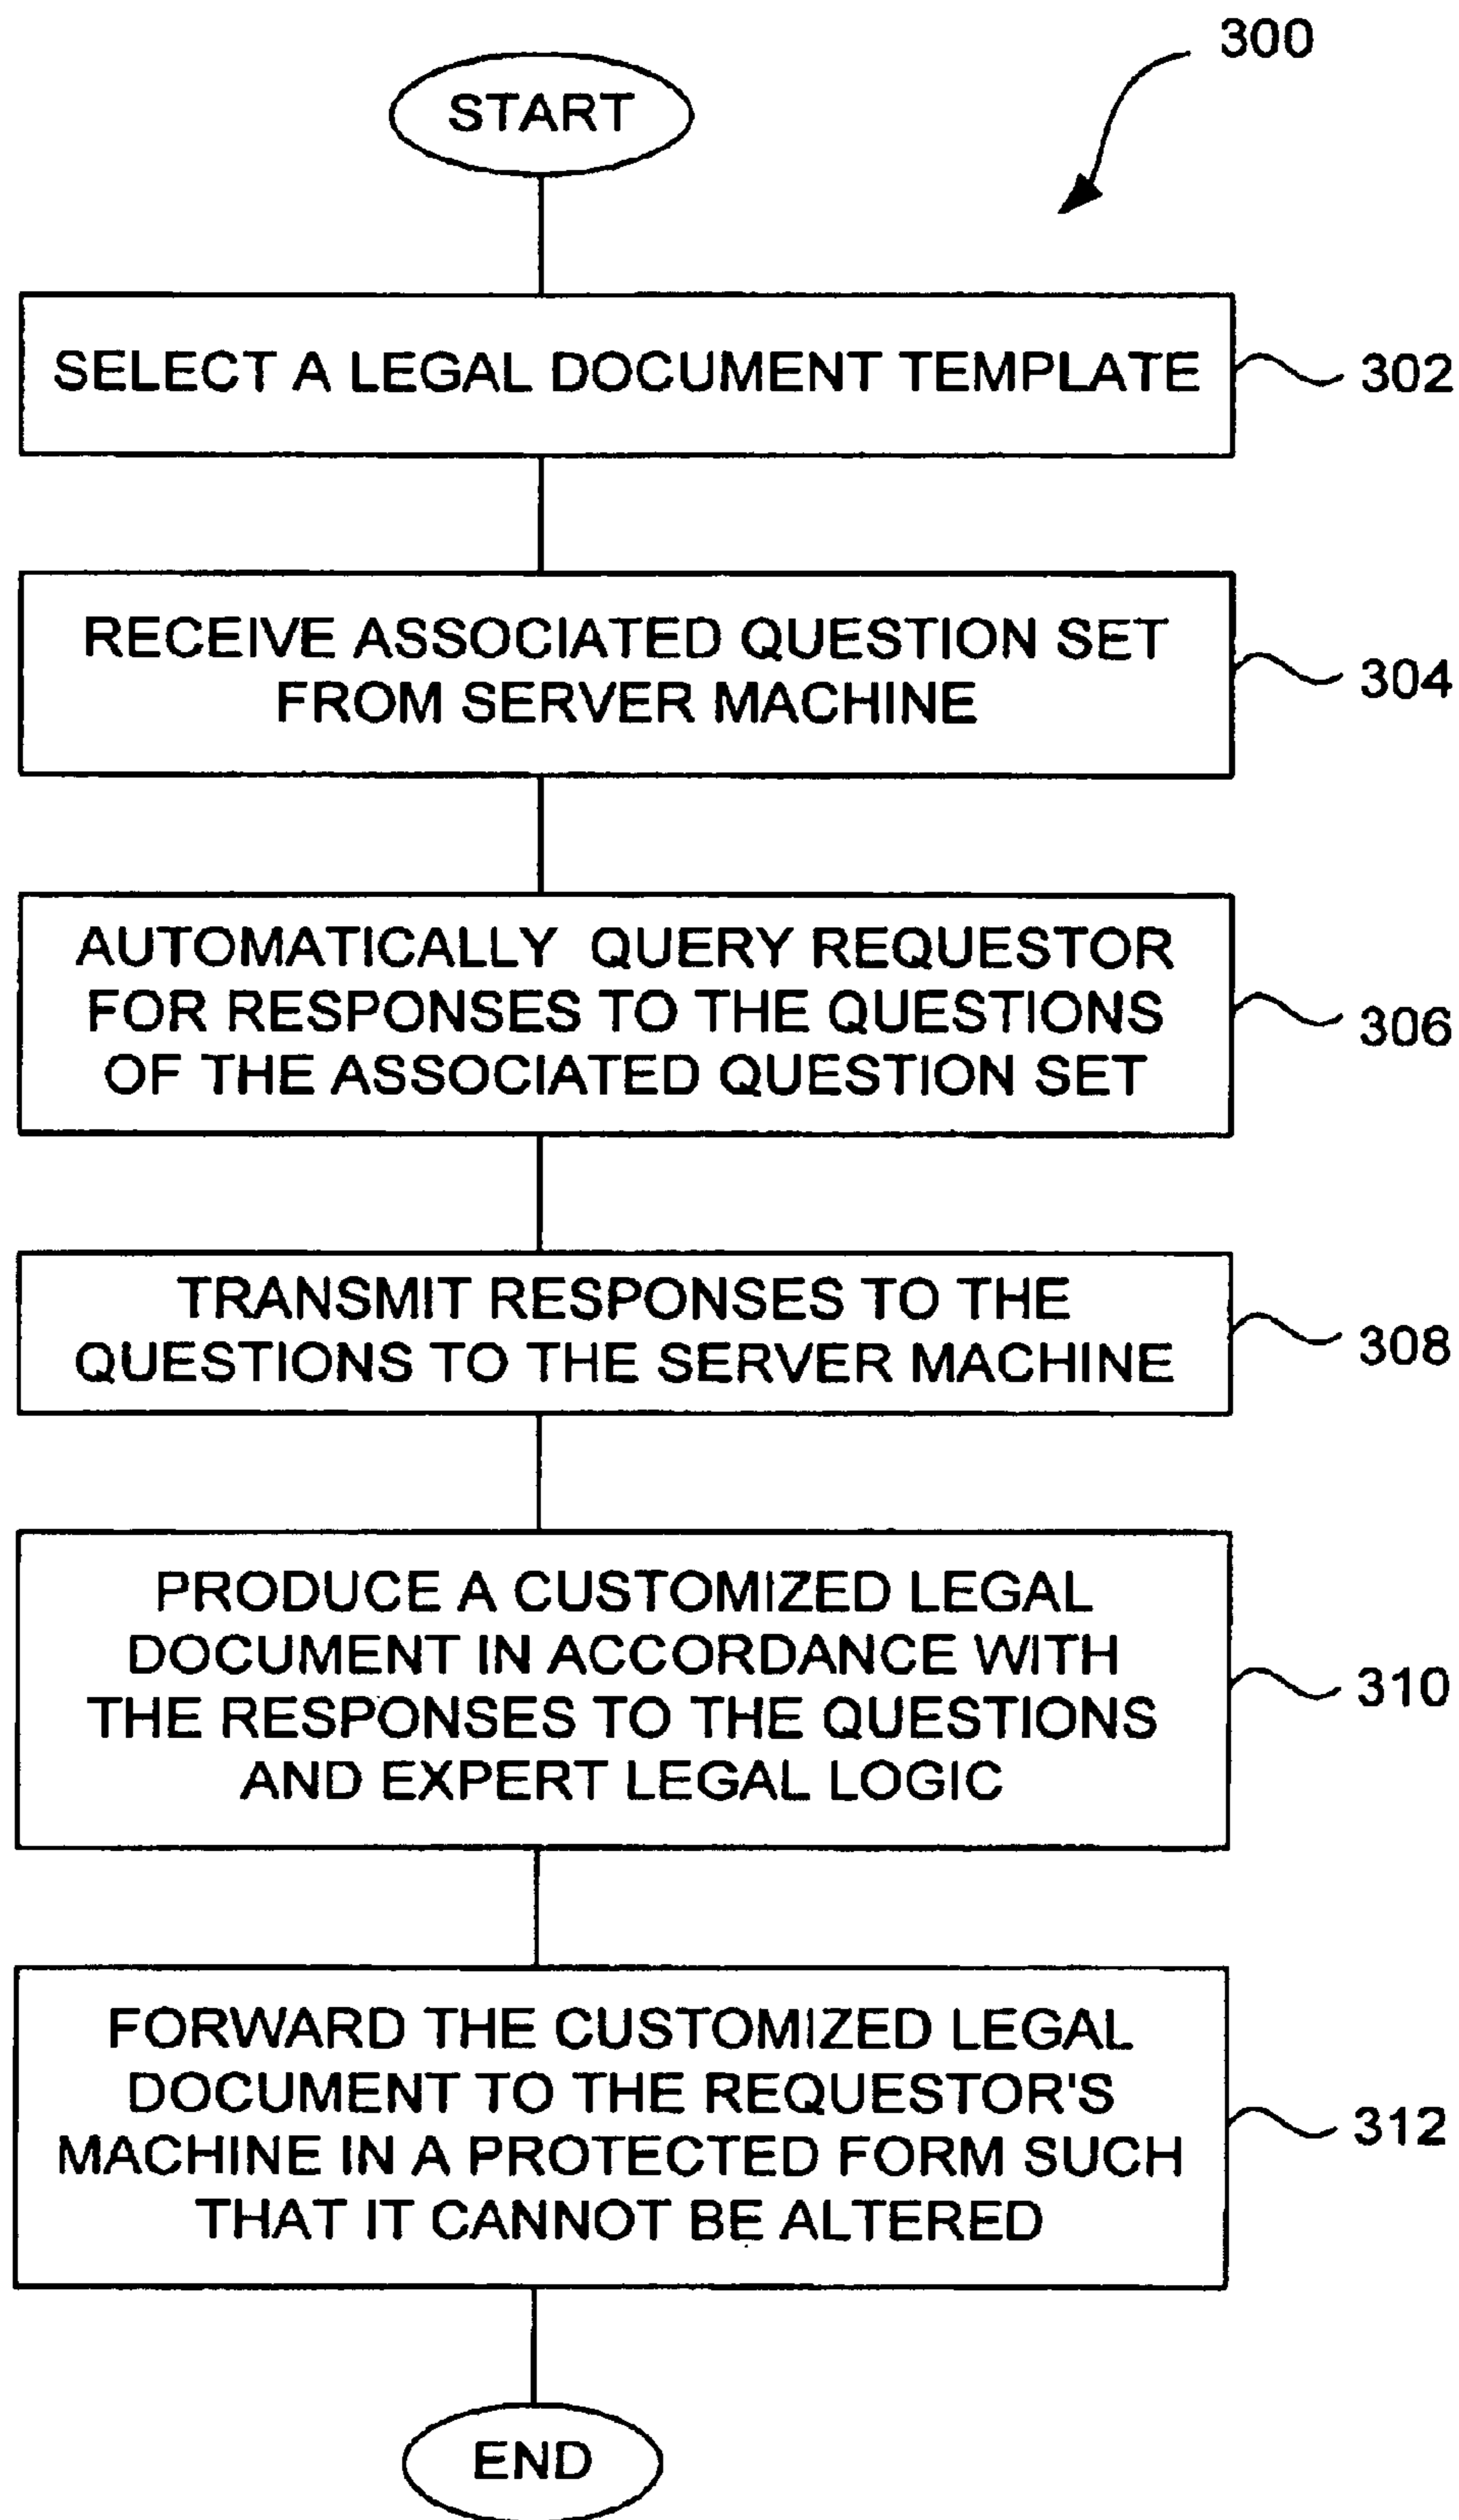 300
START
SELECT A LEGAL DOCUMENT TEMPLATE
302
RECEIVE ASSOCIATED QUESTION SET
FROM SERVER MACHINE
304
AUTOMATICALLY QUERY REQUESTOR
FOR RESPONSES TO THE QUESTIONS
OF THE ASSOCIATED QUESTION SET
306
TRANSMIT RESPONSES TO THE
QUESTIONS TO THE SERVER MACHINE
308
PRODUCE A CUSTOMIZED LEGAL
DOCUMENT IN ACCORDANCE WITH
THE RESPONSES TO THE QUESTIONS
AND EXPERT LEGAL LOGIC
310
FORWARD THE CUSTOMIZED LEGAL
DOCUMENT TO THE REQUESTOR'S
MACHINE IN A PROTECTED FORM SUCH
THAT IT CANNOT BE ALTERED
312
END